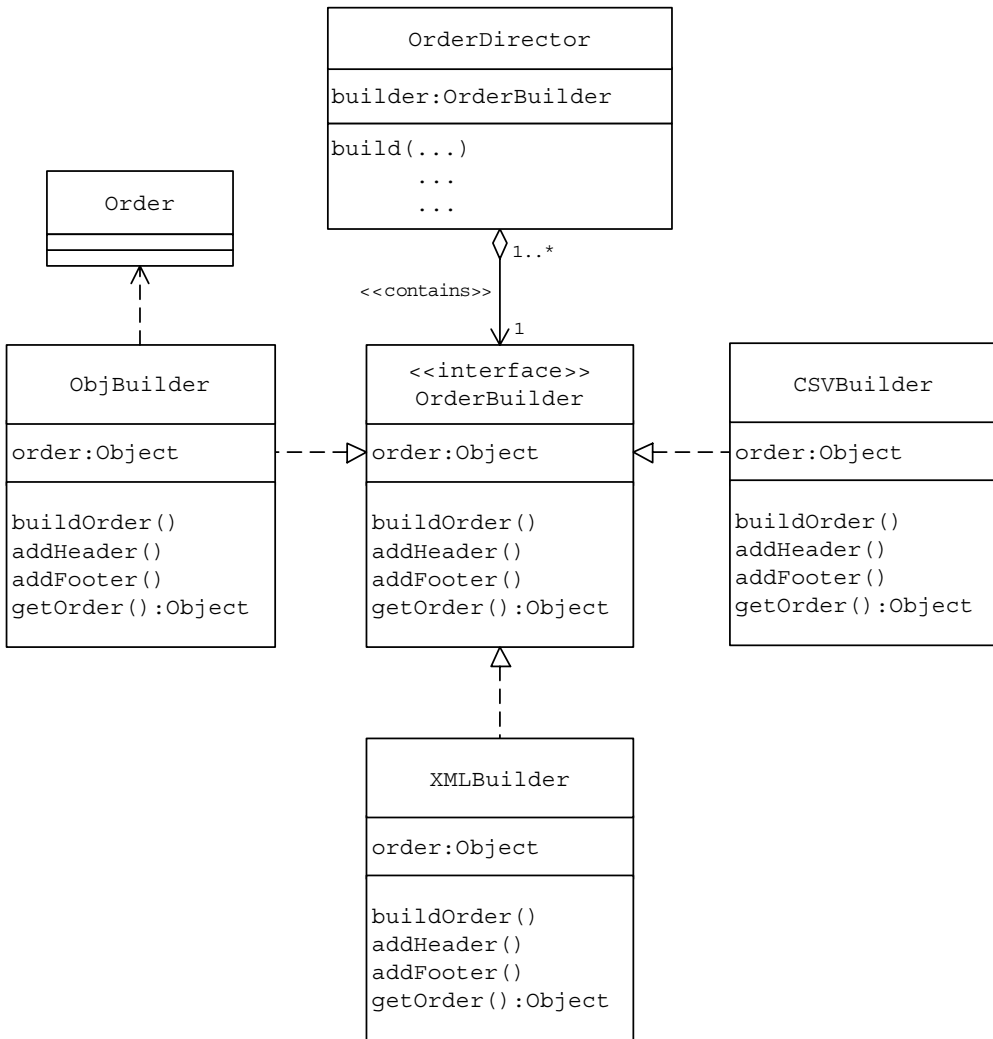 OrderDirector
builder:OrderBuilder
build(...)
...
...
Order
1..*
<<contains>>
1
ObjBuilder
order:Object
buildOrder()
addHeader()
addFooter()
getOrder():Object
<<interface>>
OrderBuilder
order:Object
buildOrder()
addHeader()
addFooter()
getOrder():Object
CSVBuilder
order:Object
buildOrder()
addHeader()
addFooter()
getOrder():Object
XMLBuilder
order:Object
buildOrder()
addHeader()
addFooter()
getOrder():Object